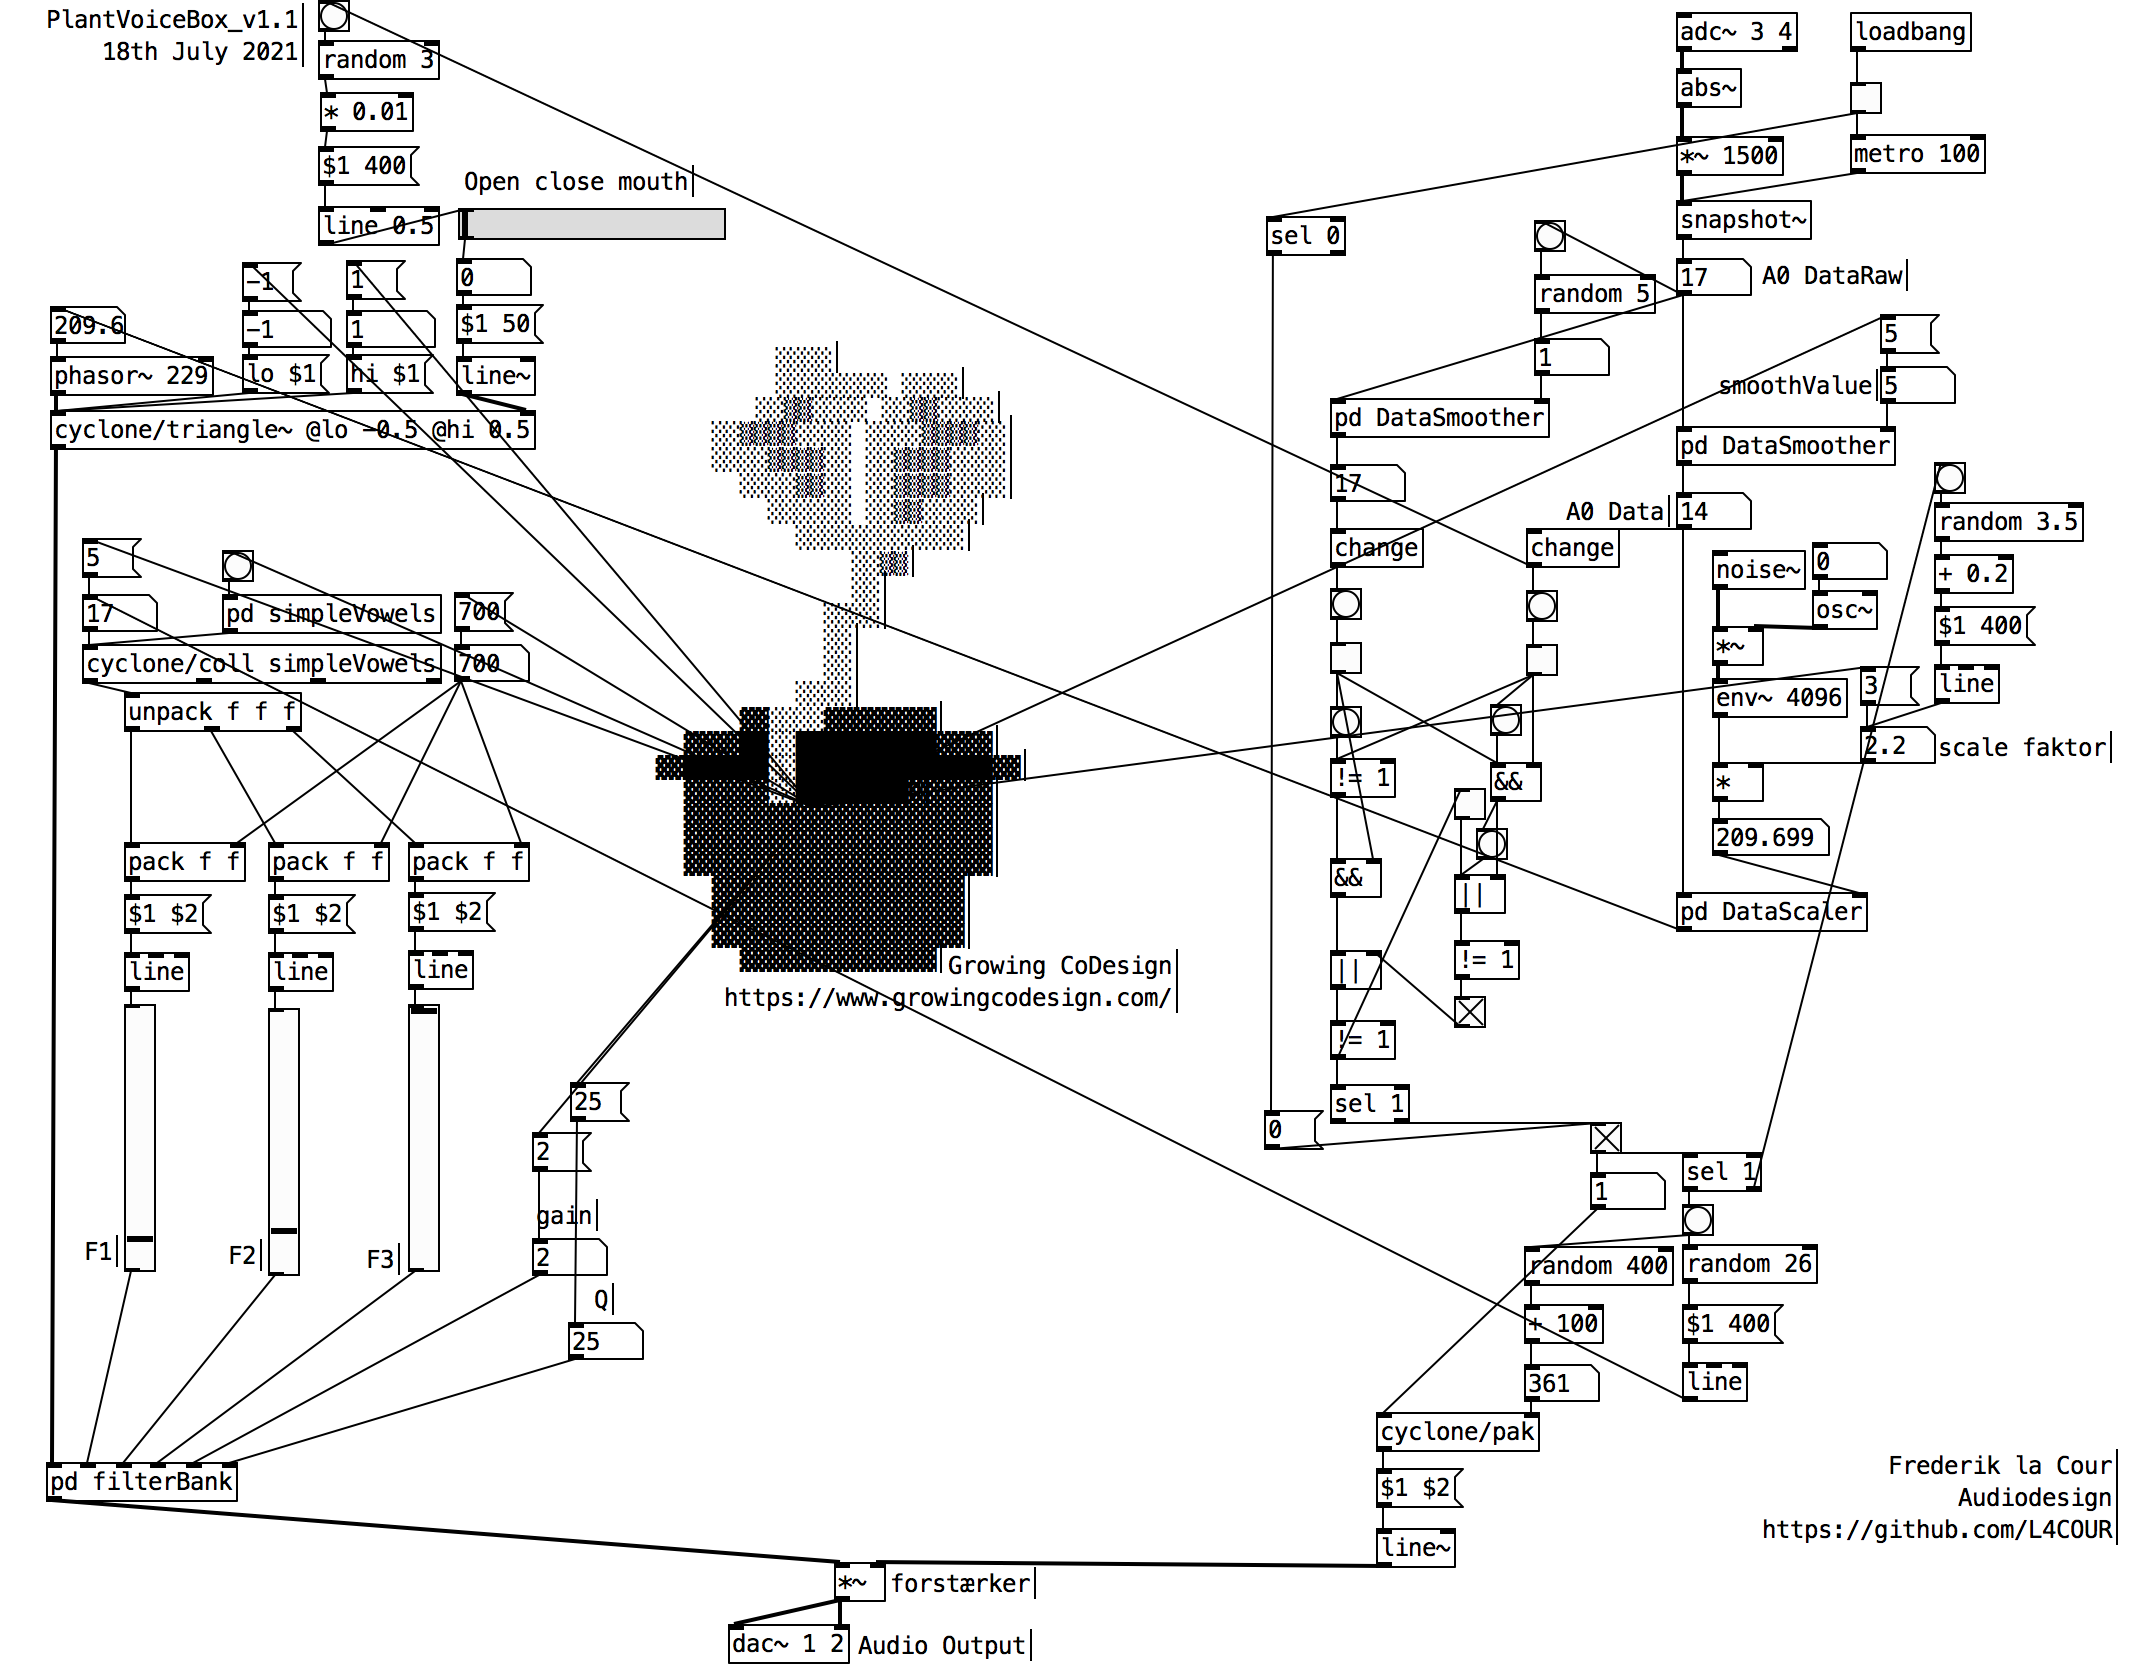 PlantVoiceBox_v1.1
18th July 2021
random 3
* 0.01
$1 400
line 0.5
Open close mouth
-1
1
0
209.6
-1
1
$1 50
phasor~ 229
lo $1
hi $1
line~
cyclone/triangle~ @lo -0.5 @hi 0.5
5
17
pd simpleVowels
700
cyclone/coll simpleVowels
700
unpack f f f
pack f f
pack f f
pack f f
$1 $2
$1 $2
$1 $2
line
line
line
F1
F2
F3
25
2
gain
2
Q
25
pd filterBank
Growing CoDesign
https://www.growingcodesign.com/
*~
forstærker
dac~ 1 2
Audio Output
adc~ 3 4
loadbang
abs~
*~ 1500
metro 100
snapshot~
sel 0
17
A0 DataRaw
random 5
1
5
smoothValue
5
pd DataSmoother
pd DataSmoother
17
A0 Data
14
change
change
random 3.5
noise~
0
+ 0.2
osc~
$1 400
*~
env~ 4096
3
line
2.2
scale faktor
!= 1
&&
*
209.699
&&
||
pd DataScaler
||
!= 1
!= 1
sel 1
0
sel 1
1
random 400
random 26
+ 100
$1 400
361
line
cyclone/pak
$1 $2
line~
Frederik la Cour
Audiodesign
https://github.com/L4COUR